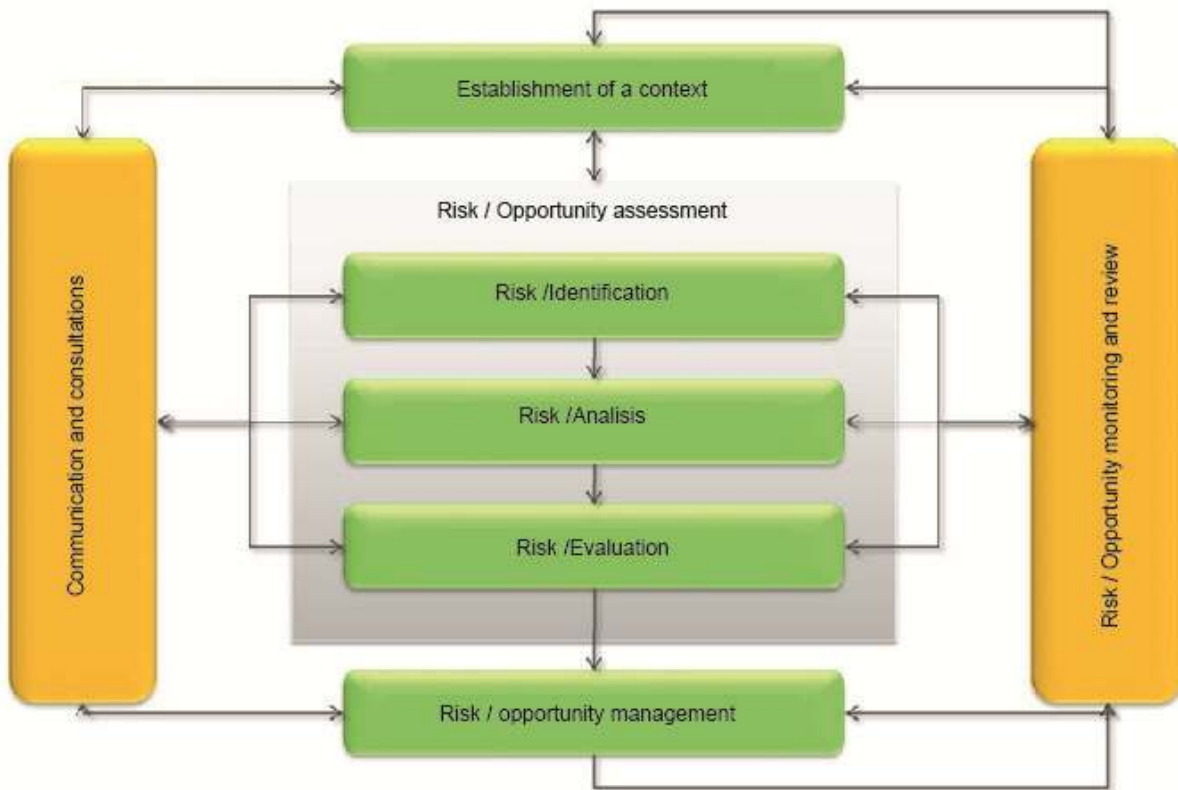 Establishment of a context
Risk / Opportunity assessment
Risk /Identification
Risk /Analisis
Risk /Evaluation
Risk / opportunity management
Communication and consultations
Risk / Opportunity monitoring and review